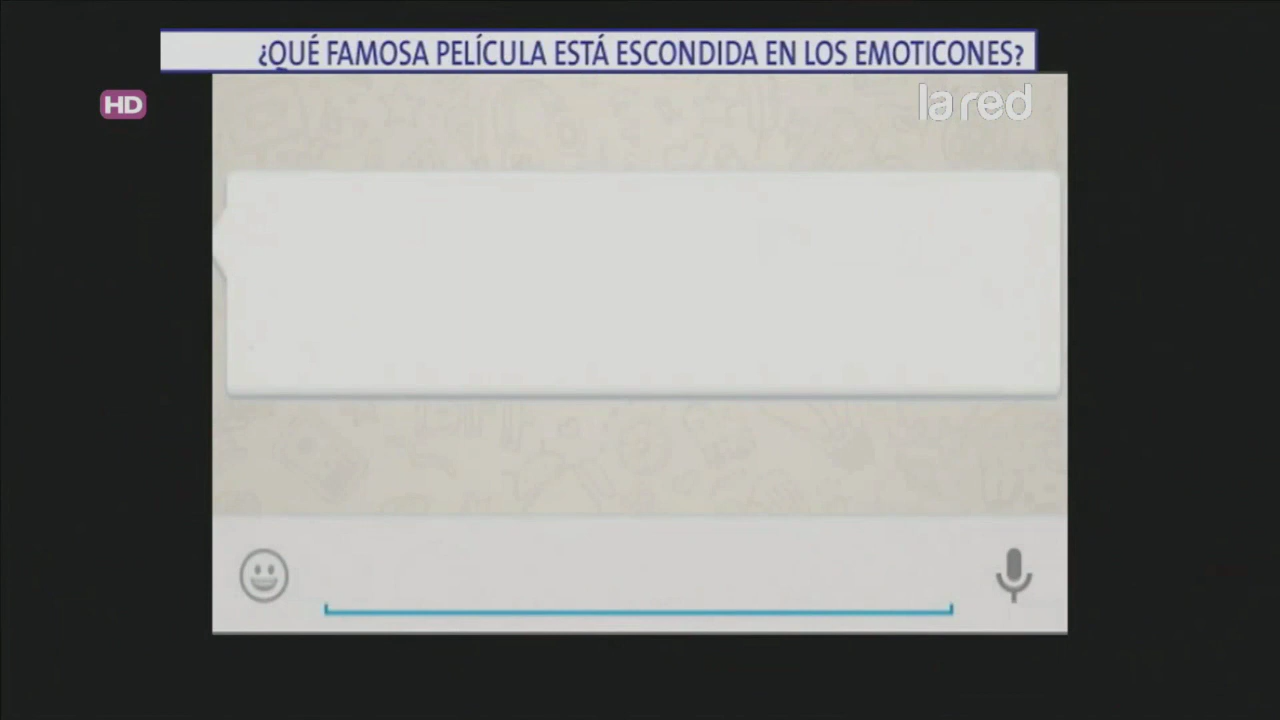 ¿QUÉ FAMOSA PELÍCULA ESTÁ ESCONDIDA EN LOS EMOTICONES?
HD
la red